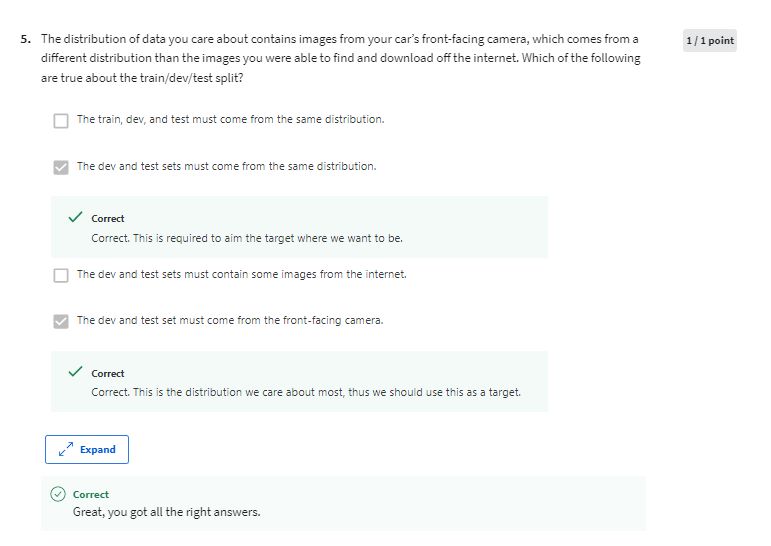 5. The distribution of data you care about contains images from your car's front-facing camera, which comes from a
1 / 1 point
different distribution than the images you were able to find and download off the internet. Which of the following
are true about the train/dev/test split?
The train, dev, and test must come from the same distribution.
The dev and test sets must come from the same distribution.
Correct
Correct. This is required to aim the target where we want to be.
The dev and test sets must contain some images from the internet.
The dev and test set must come from the front-facing camera.
Correct
Correct. This is the distribution we care about most, thus we should use this as a target.
Expand
Correct
Great, you got all the right answers.